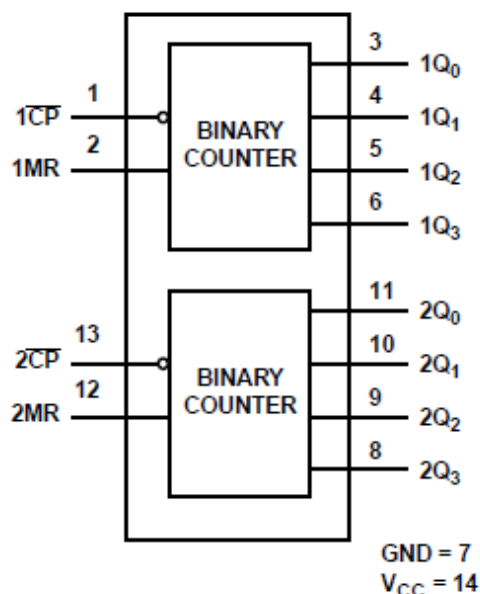 3
1Q0
1
4
1CP
1Q1
BINARY
COUNTER
2
5
1MR
1Q2
6
1Q3
11
2Q0
13
10
2CP
2Q1
BINARY
COUNTER
12
9
2MR
2Q2
8
2Q3
GND = 7
VCC = 14